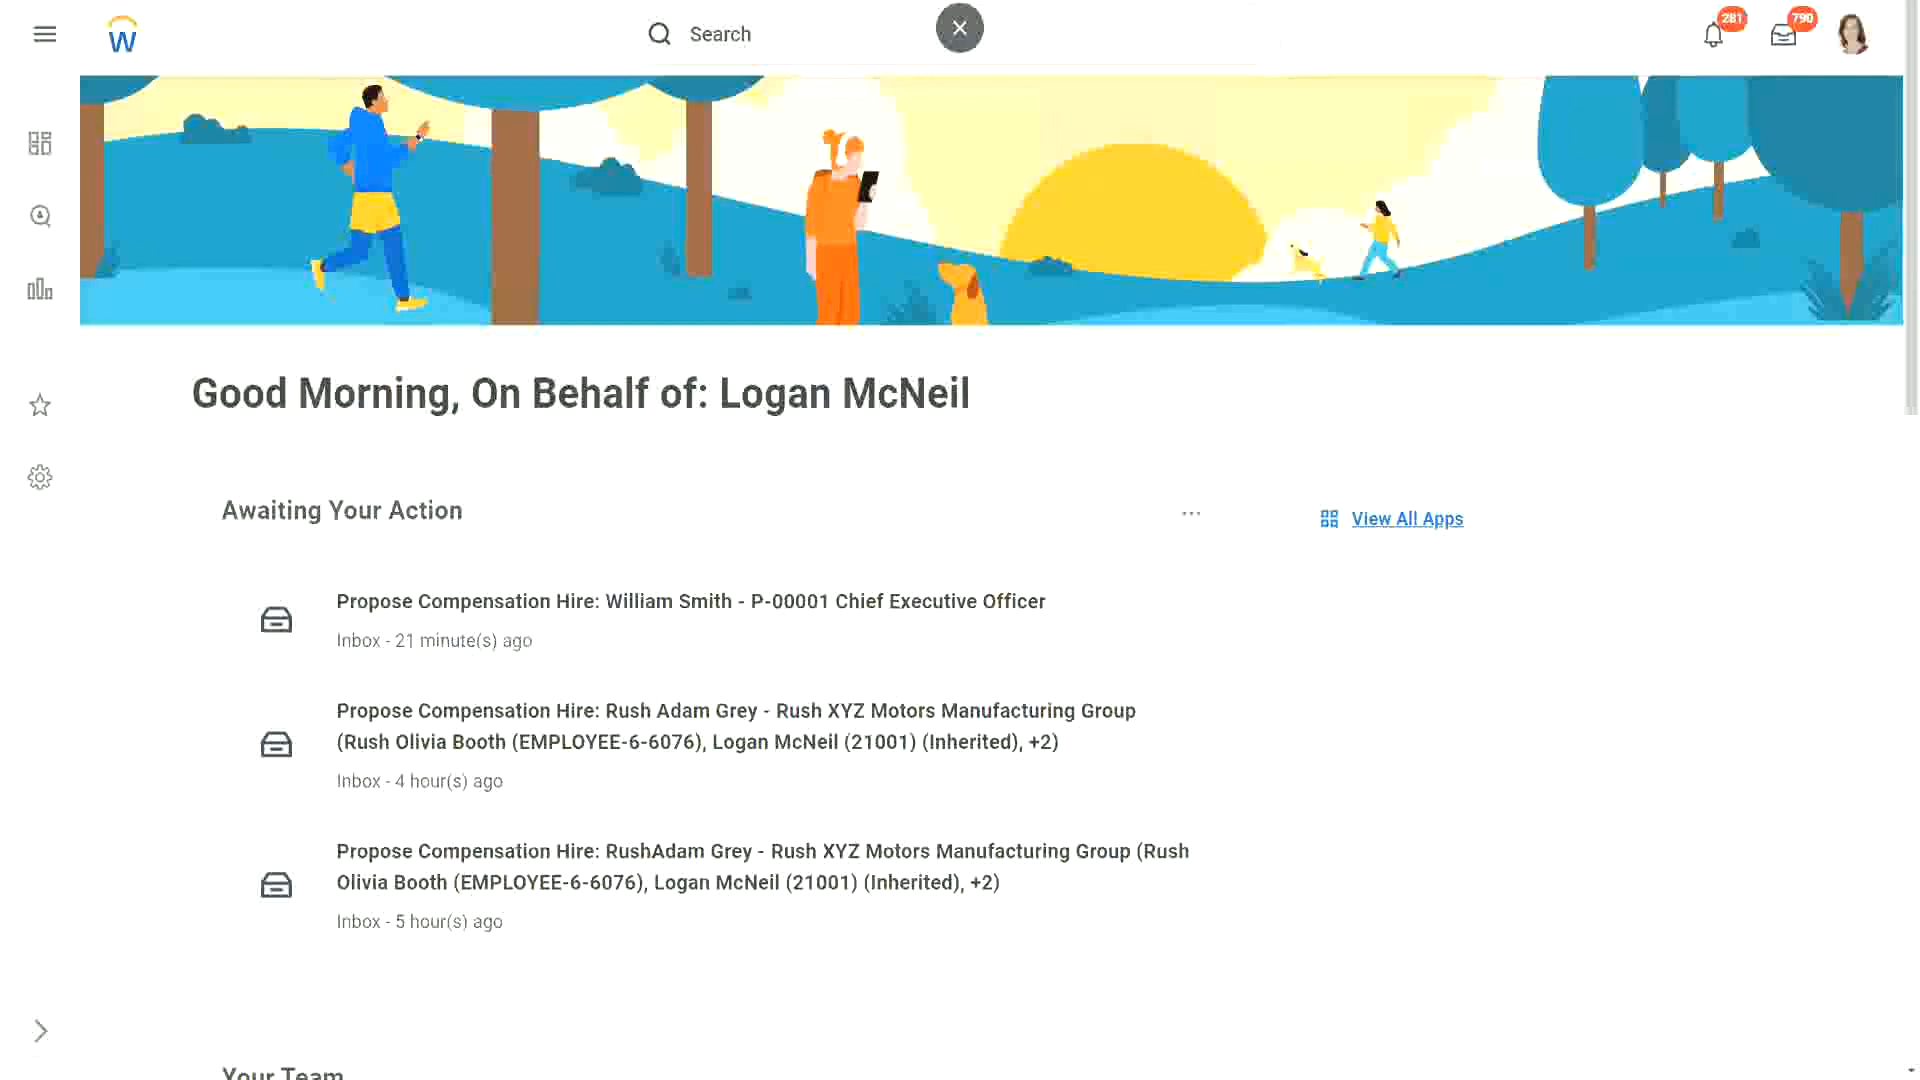 W
Search
281
790
Good Morning, On Behalf of: Logan McNeil
Awaiting Your Action
View All Apps
Propose Compensation Hire: William Smith - P-00001 Chief Executive Officer
Inbox - 21 minute(s) ago
Propose Compensation Hire: Rush Adam Grey - Rush XYZ Motors Manufacturing Group
(Rush Olivia Booth (EMPLOYEE-6-6076), Logan McNeil (21001) (Inherited), +2)
Inbox - 4 hour(s) ago
Propose Compensation Hire: RushAdam Grey - Rush XYZ Motors Manufacturing Group (Rush
Olivia Booth (EMPLOYEE-6-6076), Logan McNeil (21001) (Inherited), +2)
Inbox - 5 hour(s) ago
Your Team